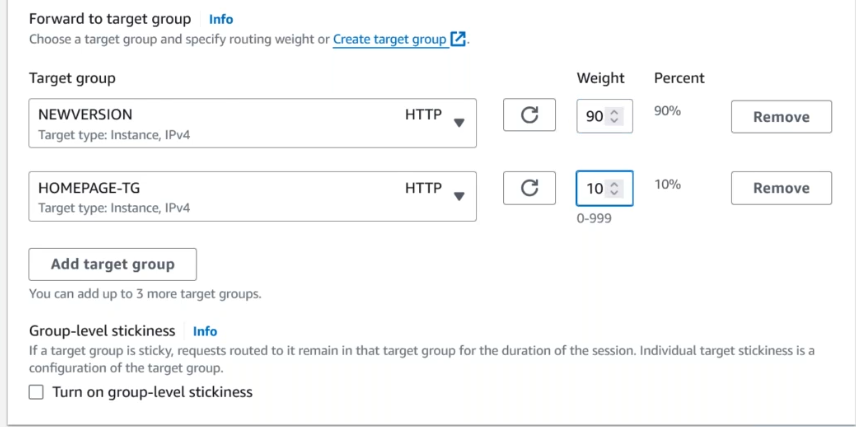 Forward to target group Info
Choose a target group and specify routing weight or Create target group.
Target group Weight Percent
NEWVERSION HTTP 90 90% Remove
Target type: Instance, IPv4
HOMEPAGE-TG HTTP 10 10% Remove
Target type: Instance, IPv4
0-999
Add target group
You can add up to 3 more target groups.
Group-level stickiness Info
If a target group is sticky, requests routed to it remain in that target group for the duration of the session. Individual target stickiness is a
configuration of the target group.
Turn on group-level stickiness